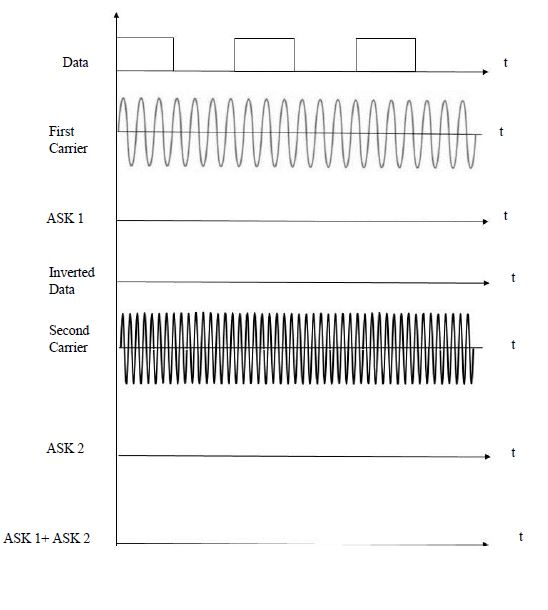 Data
t
First
Carrier
t
ASK 1
t
Inverted
Data
t
Second
Carrier
t
ASK 2
t
ASK 1+ ASK 2
t